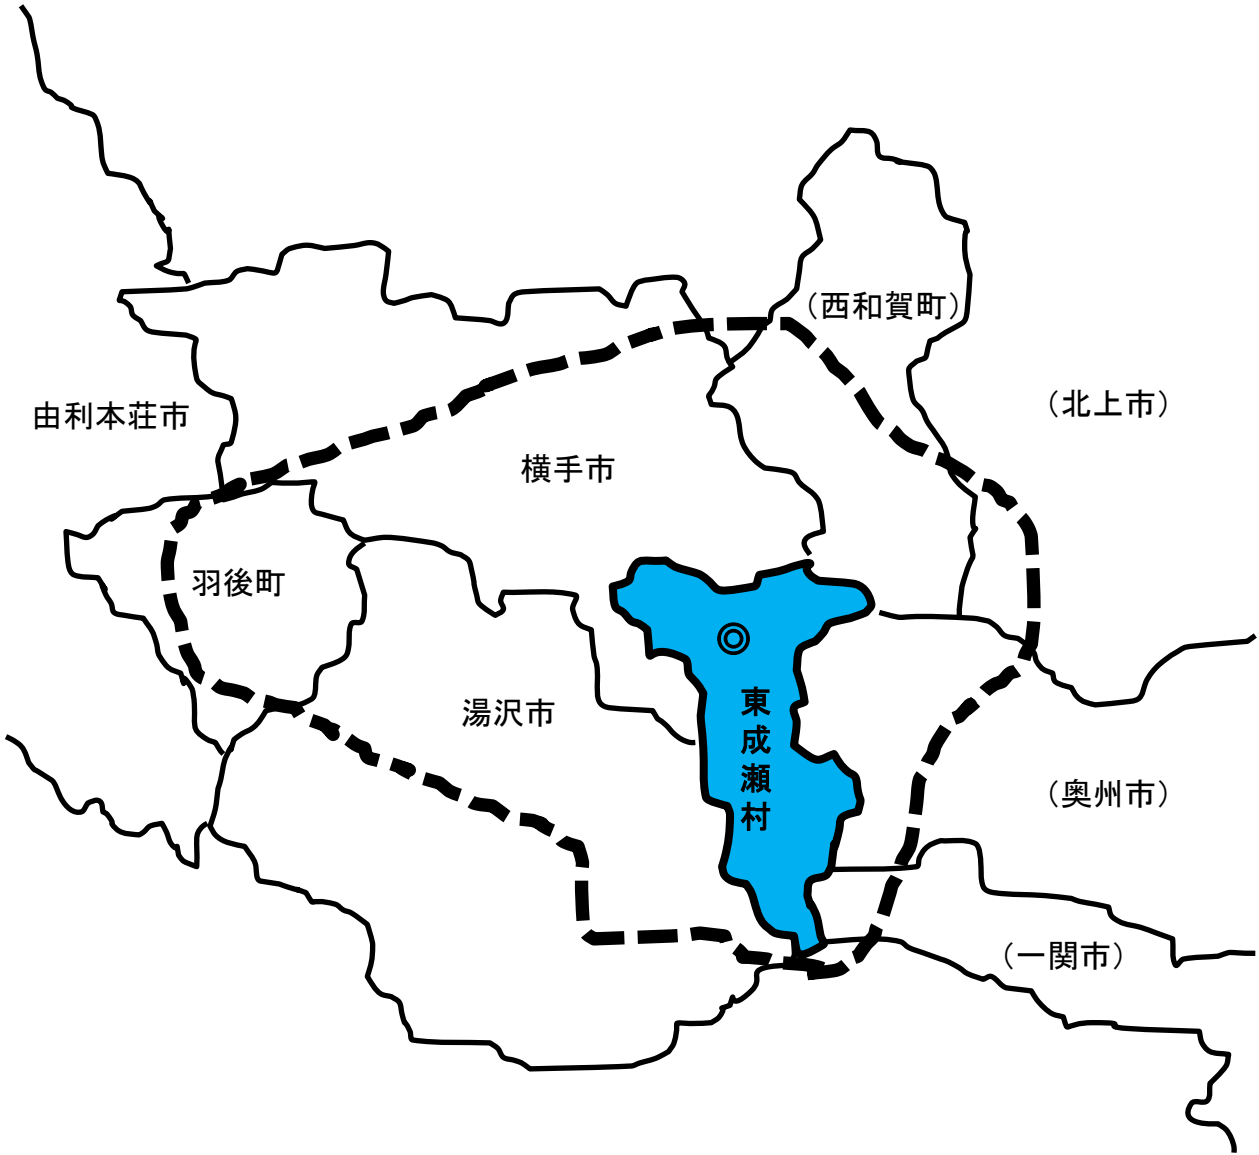 （西和賀町）
（北上市）
由利本荘市
横手市
羽後町
湯沢市
東成瀬村
（奥州市）
（一関市）